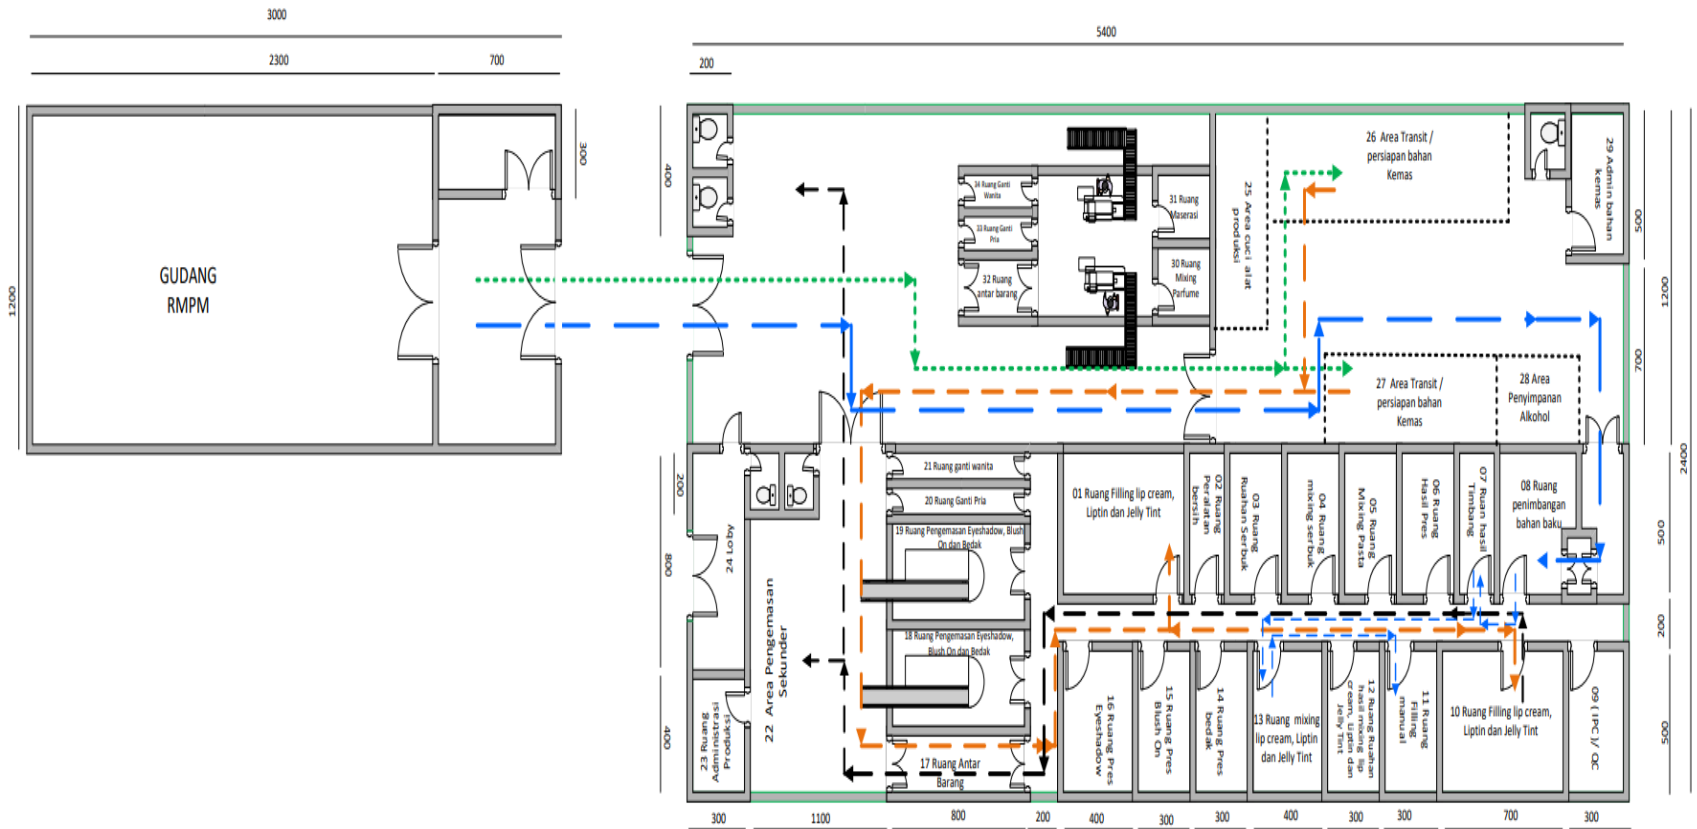 3000
5400
2300
700
200
GUDANG
RMPM
1200
300
400
34 Ruang Ganti
Wanita
33 Ruang Ganti
Pria
32 Ruang
antar barang
31 Ruang
Maserasi
30 Ruang
Mixing
Parfume
25 Area cuci alat
produksi
26 Area Transit /
persiapan bahan
Kemas
29 Admin bahan
kemas
500
1200
700
27 Area Transit /
persiapan bahan
Kemas
28 Area
Penyimpanan
Alkohol
2400
200
800
400
24 Loby
23 Ruang
Administrasi
Produksi
22 Area Pengemasan
Sekunder
21 Ruang ganti wanita
20 Ruang Ganti Pria
19 Ruang Pengemasan Eyeshadow, Blush
On dan Bedak
18 Ruang Pengemasan Eyeshadow,
Blush On dan Bedak
17 Ruang Antar
Barang
01 Ruang Filling lip cream,
Liptin dan Jelly Tint
02 Ruang
Peralatan
bersih
03 Ruang
Ruahan Serbuk
04 Ruang
mixing serbuk
05 Ruang
Mixing Pasta
06 Ruang
Hasil Pres
07 Ruan hasil
Timbang
08 Ruang
penimbangan
bahan baku
500
200
500
16 Ruang Pres
Eyeshadow
15 Ruang Pres
Blush On
14 Ruang Pres
bedak
13 Ruang mixing
lip cream, Liptin
dan Jelly Tint
12 Ruang Ruahan
hasil mixing lip
cream, Liptin dan
Jelly Tint
11 Ruang
Filling
manual
10 Ruang Filling lip cream,
Liptin dan Jelly Tint
09 ( IPC )/ QC
300
1100
800
200
400
300
300
400
300
300
700
300